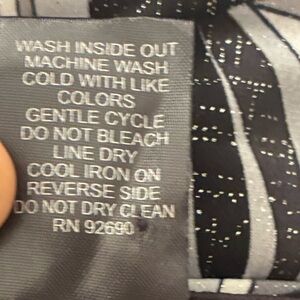 WASH INSIDE OUT
MACHINE WASH
COLD WITH LIKE
COLORS
GENTLE CYCLE
DO NOT BLEACH
LINE DRY
COOL IRON ON
REVERSE SIDE
DO NOT DRY CLEAN
RN 92690